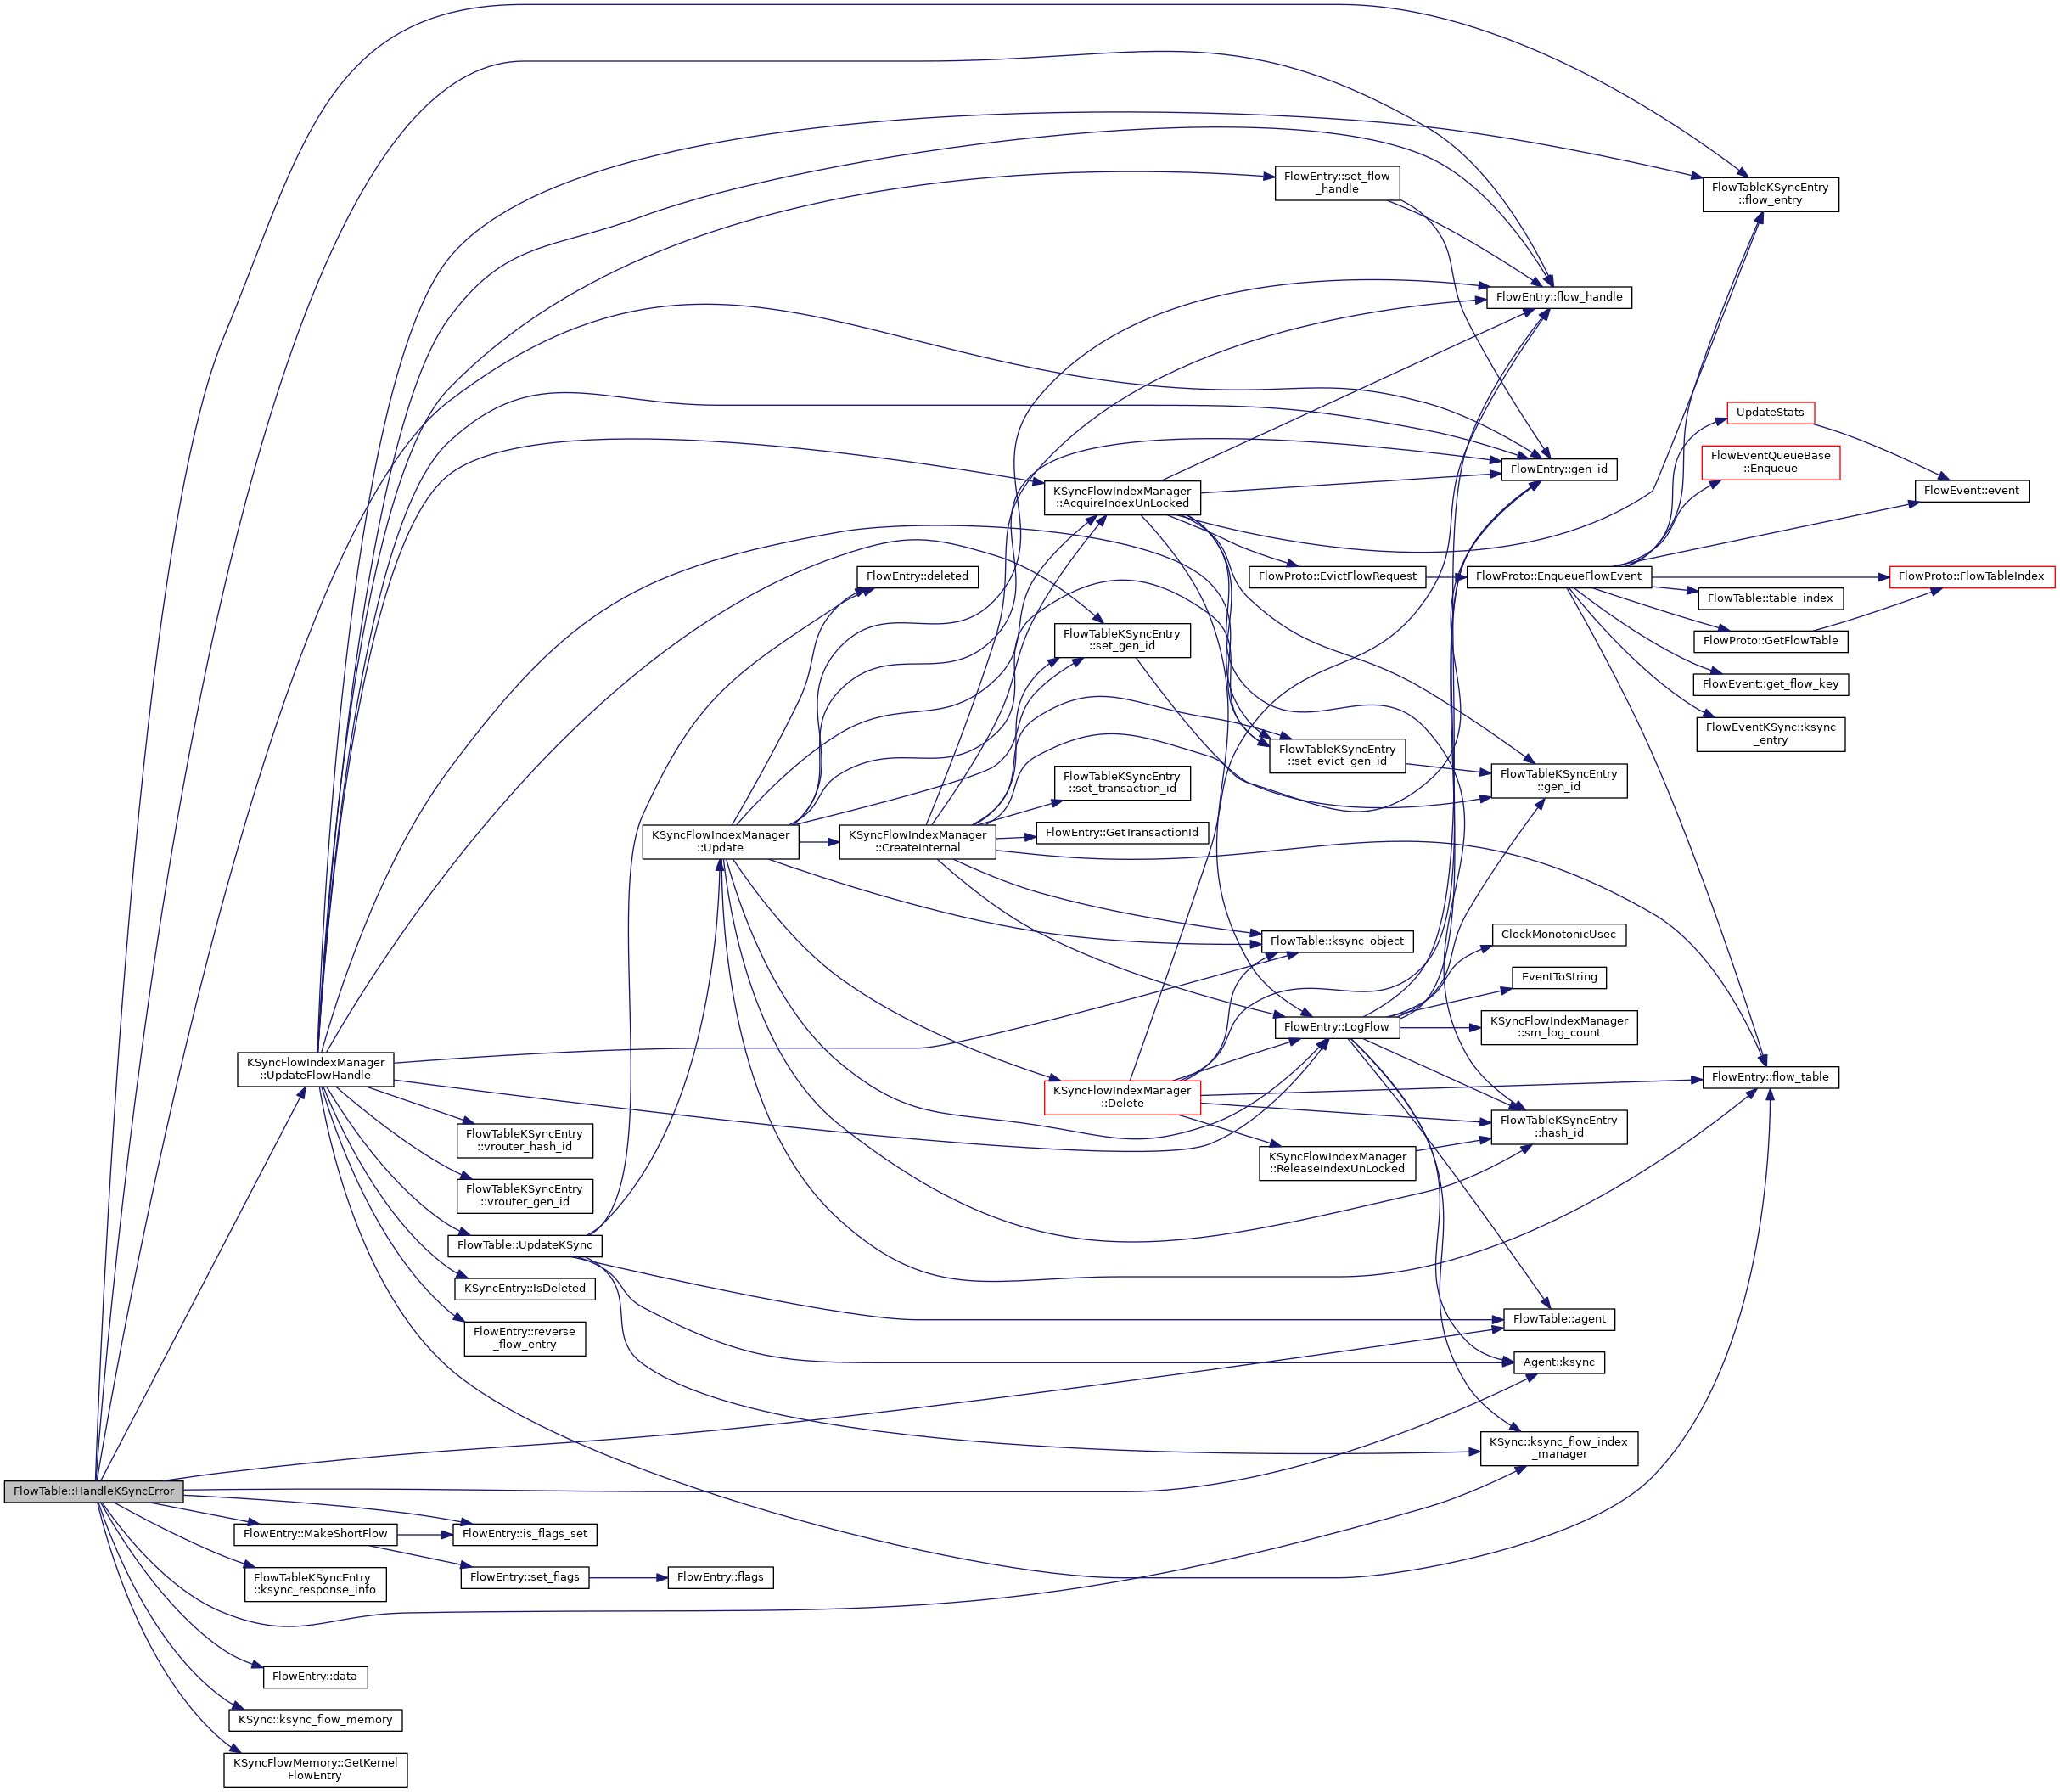 FlowTable::HandleKSyncError
KSyncFlowIndexManager
::UpdateFlowHandle
FlowEntry::MakeShortFlow
FlowTableKSyncEntry
::ksync_response_info
FlowEntry::data
KSync::ksync_flow_memory
KSyncFlowMemory::GetKernel
FlowEntry
FlowTableKSyncEntry
::vrouter_hash_id
FlowTableKSyncEntry
::vrouter_gen_id
FlowTable::UpdateKSync
KSyncEntry::IsDeleted
FlowEntry::reverse
_flow_entry
FlowEntry::is_flags_set
FlowEntry::set_flags
FlowEntry::flags
KSyncFlowIndexManager
::Update
FlowEntry::deleted
KSyncFlowIndexManager
::CreateInternal
KSyncFlowIndexManager
::AcquireIndexUnLocked
FlowTableKSyncEntry
::set_gen_id
FlowTableKSyncEntry
::set_transaction_id
FlowEntry::GetTransactionId
KSyncFlowIndexManager
::Delete
FlowEntry::set_flow
_handle
FlowProto::EvictFlowRequest
FlowTableKSyncEntry
::set_evict_gen_id
FlowTable::ksync_object
FlowEntry::LogFlow
KSyncFlowIndexManager
::ReleaseIndexUnLocked
FlowEntry::flow_handle
FlowEntry::gen_id
FlowProto::EnqueueFlowEvent
FlowTableKSyncEntry
::gen_id
ClockMonotonicUsec
EventToString
KSyncFlowIndexManager
::sm_log_count
FlowTableKSyncEntry
::hash_id
FlowTable::agent
Agent::ksync
KSync::ksync_flow_index
_manager
FlowTableKSyncEntry
::flow_entry
UpdateStats
FlowEventQueueBase
::Enqueue
FlowTable::table_index
FlowProto::GetFlowTable
FlowEvent::get_flow_key
FlowEventKSync::ksync
_entry
FlowEntry::flow_table
FlowEvent::event
FlowProto::FlowTableIndex